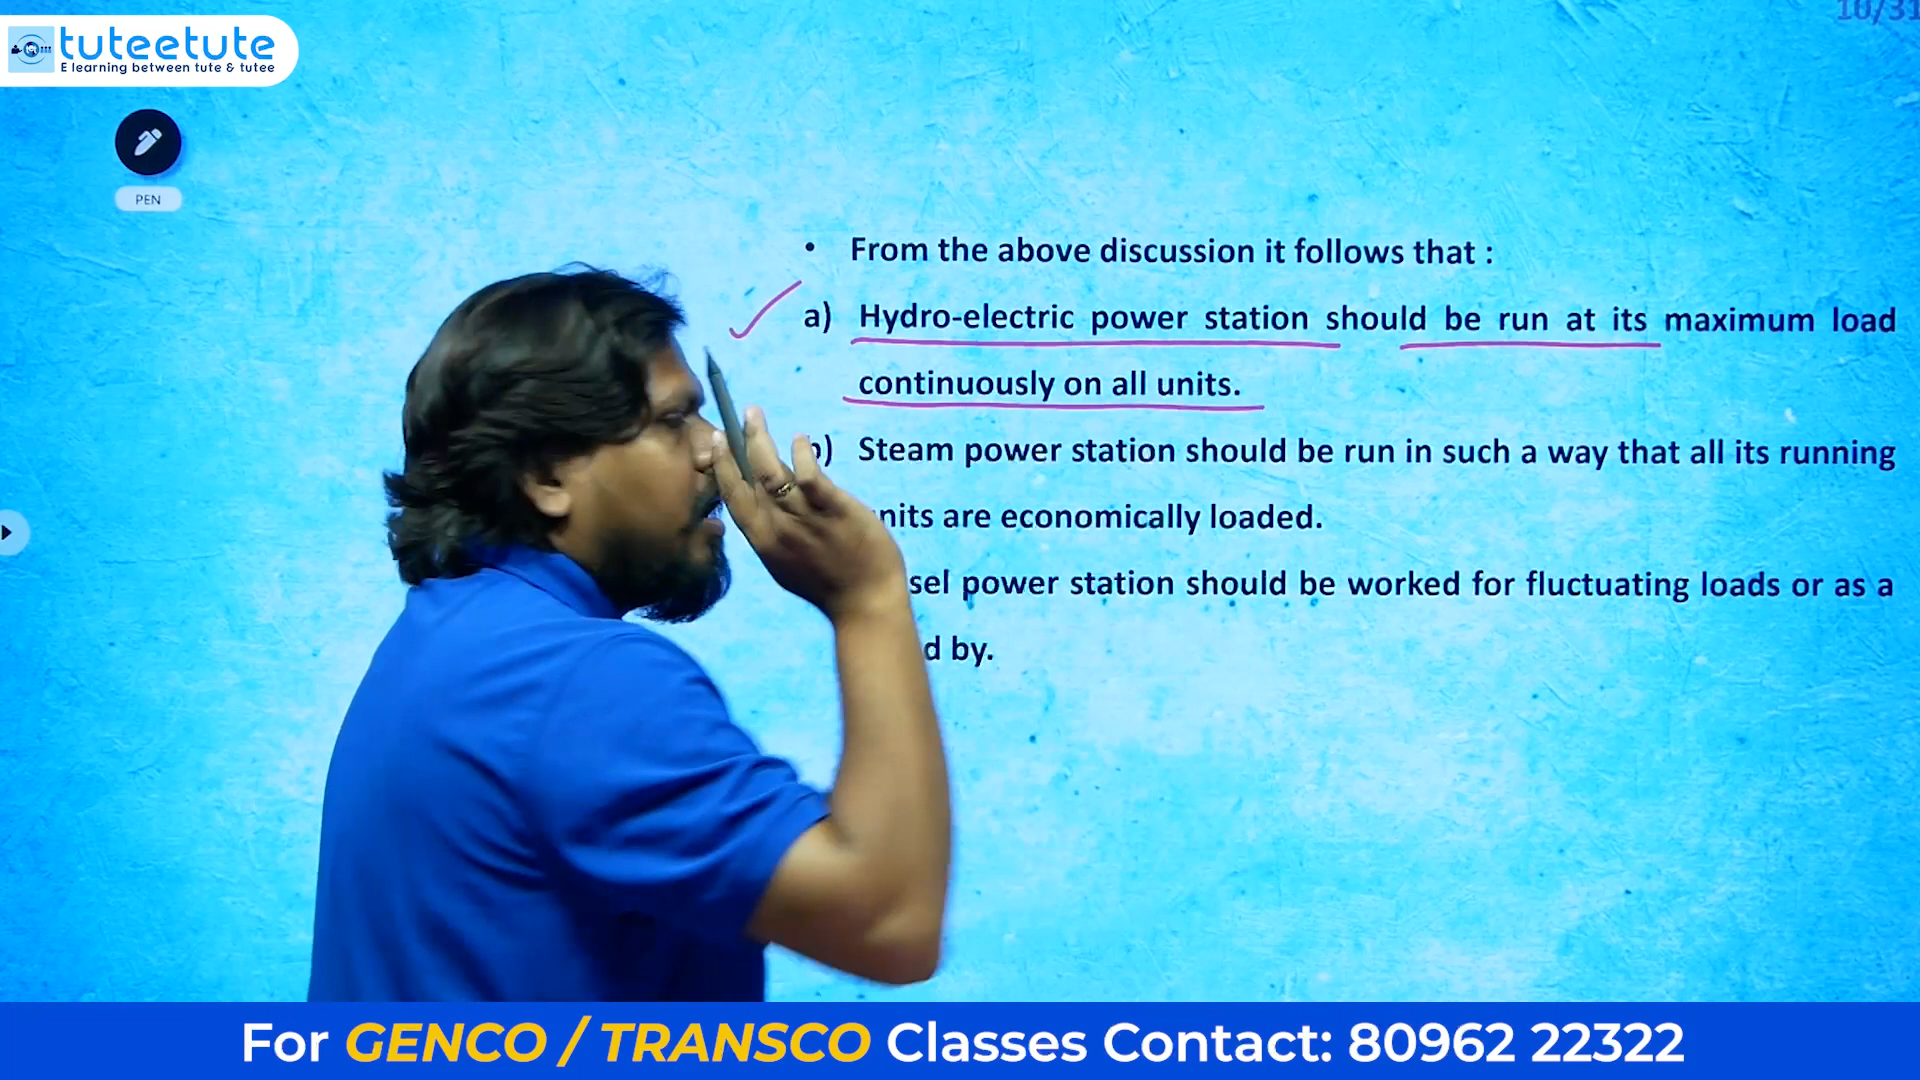 10/31
tuteetute
E learning between tute & tutee
PEN
• From the above discussion it follows that :
a) Hydro-electric power station should be run at its maximum load
continuously on all units.
Steam power station should be run in such a way that all its running
are economically loaded.
power station should be worked for fluctuating loads or as a
by.
For GENCO / TRANSCO Classes Contact: 80962 22322